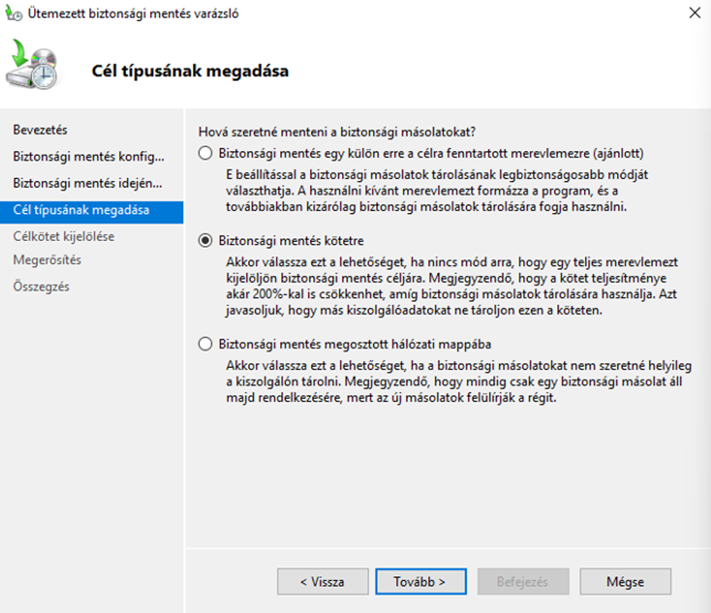 Ütemezett biztonsági mentés varázsló
Cél típusának megadása
Bevezetés
Biztonsági mentés konfig...
Biztonsági mentés idején...
Cél típusának megadása
Célkötet kijelölése
Megerősítés
Összegzés
Hová szeretné menteni a biztonsági másolatokat?
Biztonsági mentés egy külön erre a célra fenntartott merevlemezre (ajánlott)
E beállítással a biztonsági másolatok tárolásának legbiztonságosabb módját
választhatja. A használni kívánt merevlemezt formázza a program, és a
továbbiakban kizárólag biztonsági másolatok tárolására fogja használni.
Biztonsági mentés kötetre
Akkor válassza ezt a lehetőséget, ha nincs mód arra, hogy egy teljes merevlemezt
kijelöljön biztonsági mentés céljára. Megjegyzendő, hogy a kötet teljesítménye
akár 200%-kal is csökkenhet, amíg biztonsági másolatok tárolására használja. Azt
javasoljuk, hogy más kiszolgálóadatokat ne tároljon ezen a köteten.
Biztonsági mentés megosztott hálózati mappába
Akkor válassza ezt a lehetőséget, ha a biztonsági másolatokat nem szeretné helyileg
a kiszolgálón tárolni. Megjegyzendő, hogy mindig csak egy biztonsági másolat áll
majd rendelkezésére, mert az új másolatok felülírják a régit.
< Vissza
Tovább >
Befejezés
Mégse